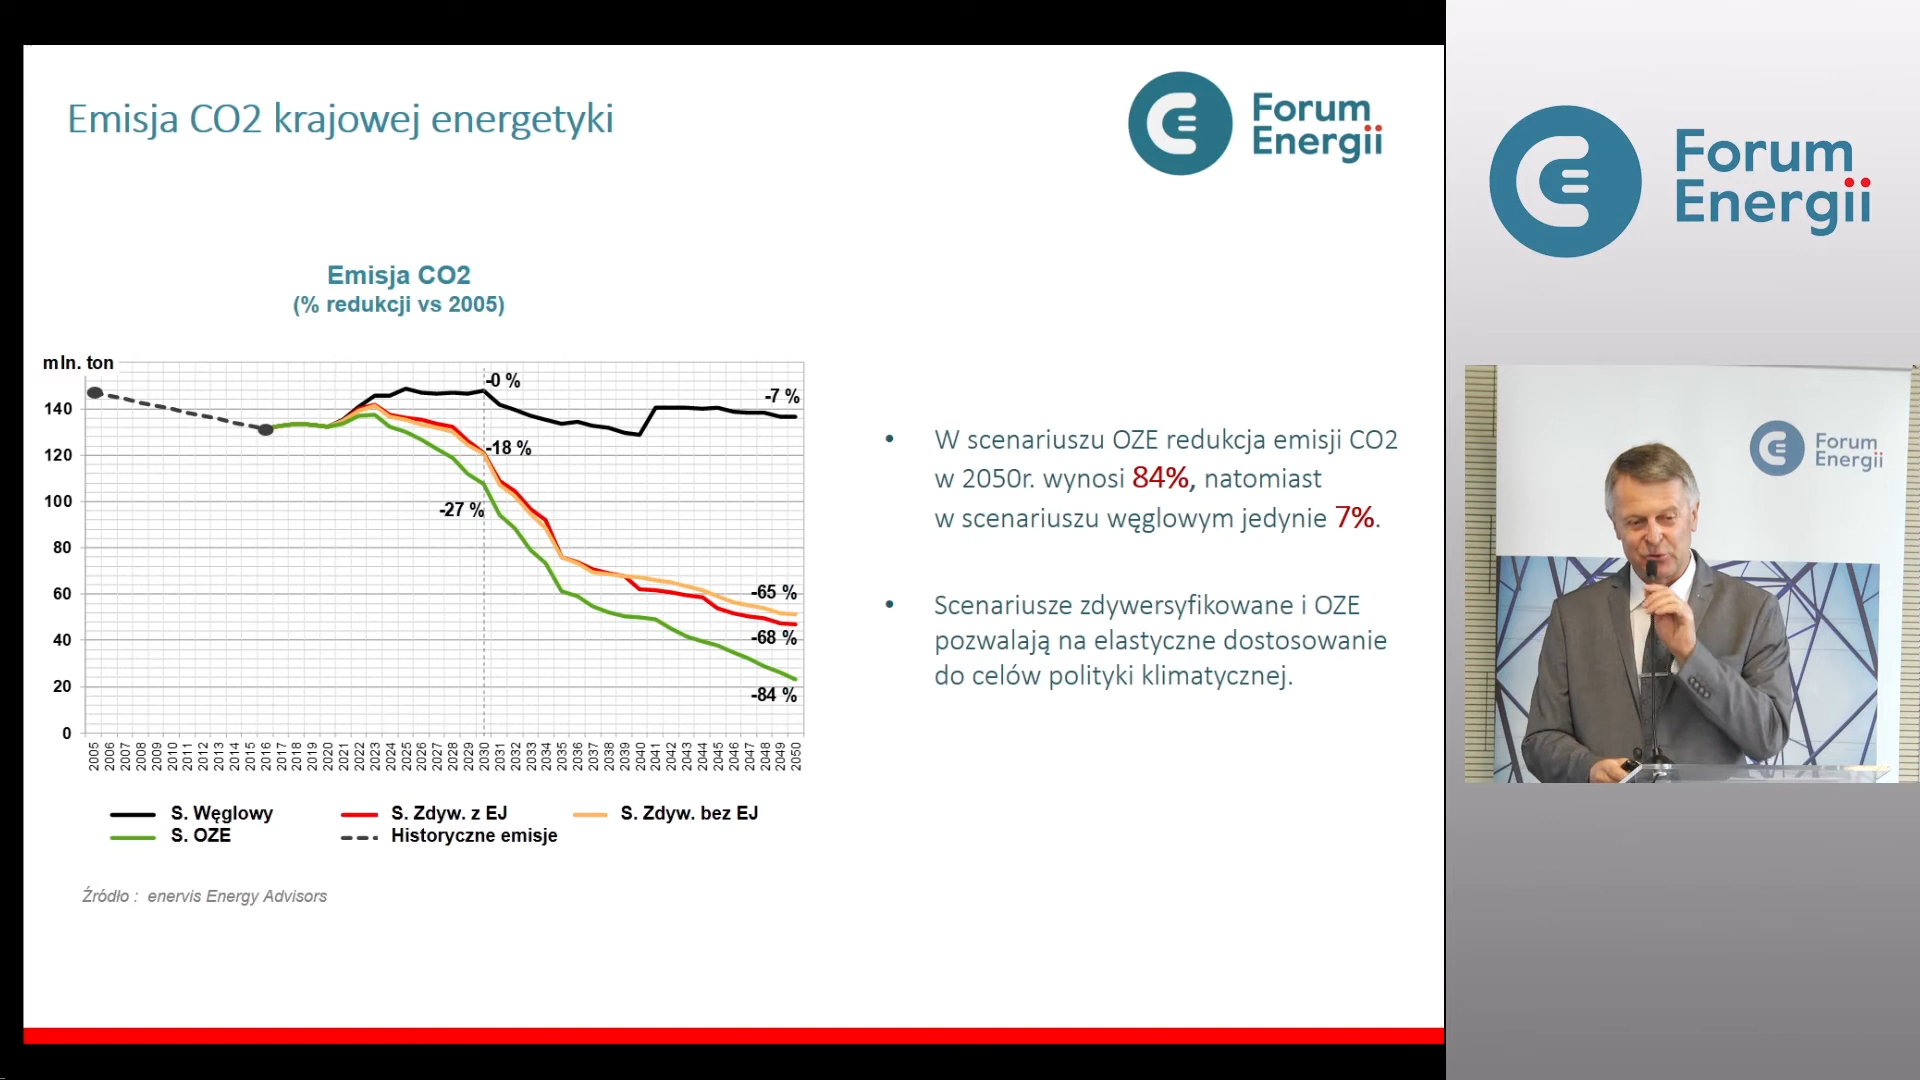 Emisja CO2 krajowej energetyki
Forum
Energii
Emisja CO2
(% redukcji vs 2005)
mln. ton
140
120
100
80
60
40
20
0
-0 %
-7 %
-18 %
-27 %
-65 %
-68 %
-84 %
2005 2006 2007 2008 2009 2010 2011 2012 2013 2014 2015 2016 2017 2018 2019 2020 2021 2022 2023 2024 2025 2026 2027 2028 2029 2030 2031 2032 2033 2034 2035 2036 2037 2038 2039 2040 2041 2042 2043 2044 2045 2046 2047 2048 2049 2050
S. Węglowy
S. Zdyw. z EJ
S. Zdyw. bez EJ
S. OZE
Historyczne emisje
Źródło : enervis Energy Advisors
• W scenariuszu OZE redukcja emisji CO2
w 2050r. wynosi 84%, natomiast
w scenariuszu węglowym jedynie 7%.
• Scenariusze zdywersyfikowane i OZE
pozwalają na elastyczne dostosowanie
do celów polityki klimatycznej.
Forum
Energii
Forum
Energii